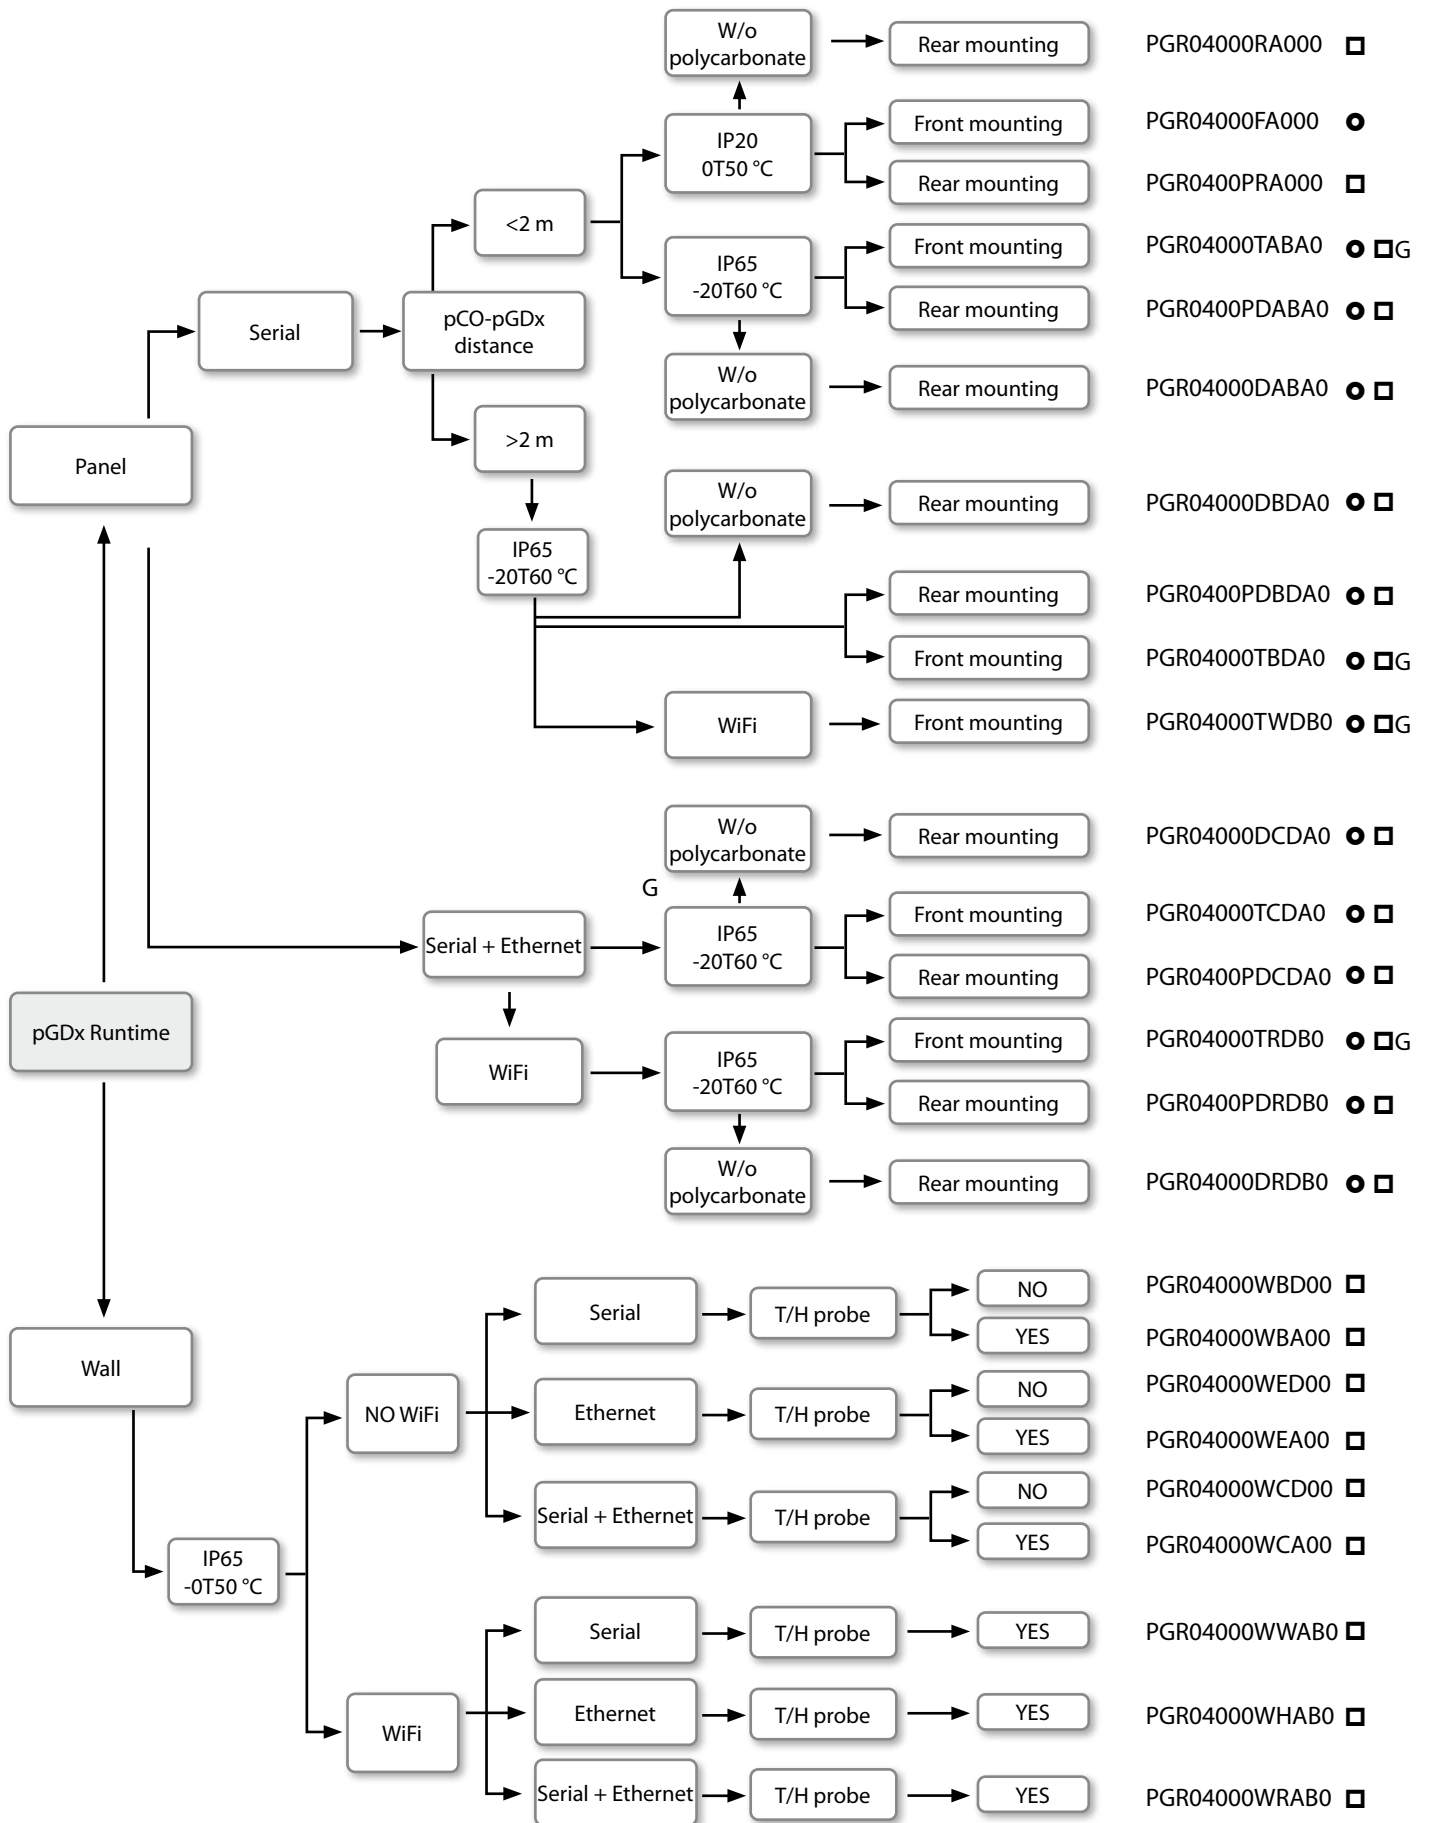 W/o
polycarbonate
Rear mounting
PGR04000RA000
IP20
0T50 °C
Front mounting
PGR04000FA000
Rear mounting
PGR0400PRA000
<2 m
IP65
-20T60 °C
Front mounting
PGR04000TABA0
G
Rear mounting
PGR0400PDABA0
Serial
pCO-pGDx
distance
W/o
polycarbonate
Rear mounting
PGR04000DABA0
>2 m
Panel
W/o
polycarbonate
Rear mounting
PGR04000DBDA0
IP65
-20T60 °C
Rear mounting
PGR0400PDBDA0
Front mounting
PGR04000TBDA0
G
WiFi
Front mounting
PGR04000TWDB0
G
W/o
polycarbonate
Rear mounting
PGR04000DCDA0
G
Serial + Ethernet
IP65
-20T60 °C
Front mounting
PGR04000TCDA0
Rear mounting
PGR0400PDCDA0
pGDx Runtime
WiFi
IP65
-20T60 °C
Front mounting
PGR04000TRDB0
G
Rear mounting
PGR0400PDRDB0
W/o
polycarbonate
Rear mounting
PGR04000DRDB0
Wall
IP65
-0T50 °C
NO WiFi
Serial
T/H probe
NO
PGR04000WBD00
YES
PGR04000WBA00
Ethernet
T/H probe
NO
PGR04000WED00
YES
PGR04000WEA00
Serial + Ethernet
T/H probe
NO
PGR04000WCD00
YES
PGR04000WCA00
WiFi
Serial
T/H probe
YES
PGR04000WWAB0
Ethernet
T/H probe
YES
PGR04000WHAB0
Serial + Ethernet
T/H probe
YES
PGR04000WRAB0